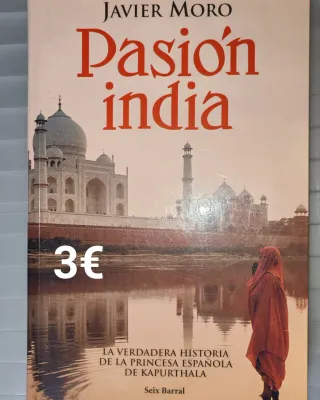 JAVIER MORO
Pasión
india
3€
LA VERDADERA HISTORIA
DE LA PRINCESA ESPAÑOLA
DE KAPURTHALA
Seix Barral